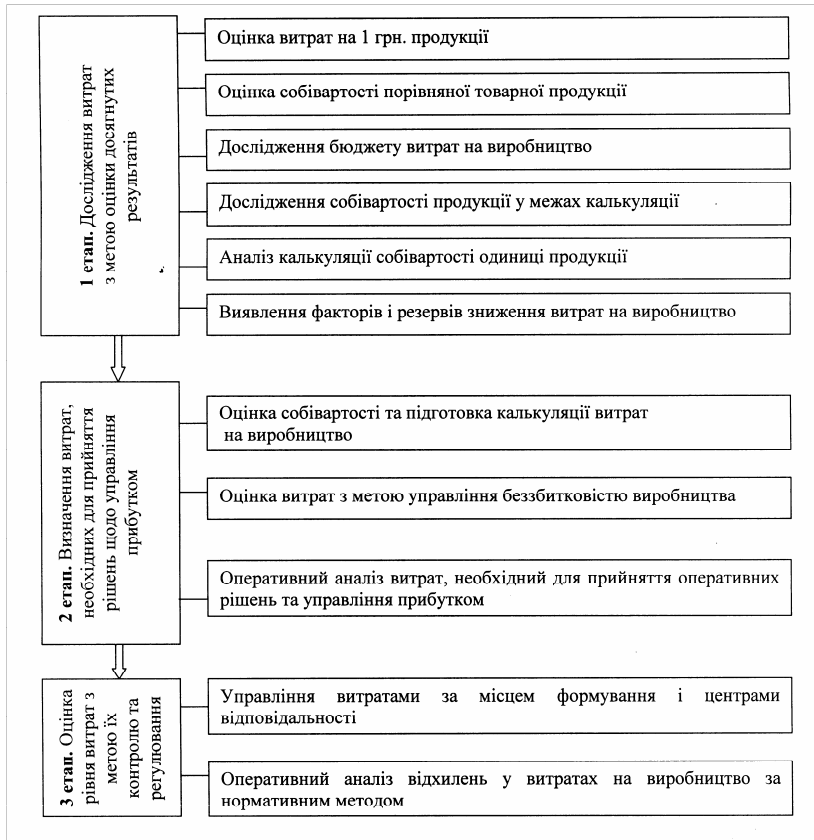 1 етап. Дослідження витрат
з метою оцінки досягнутих
результатів
Оцінка витрат на 1 грн. продукції
Оцінка собівартості порівняної товарної продукції
Дослідження бюджету витрат на виробництво
Дослідження собівартості продукції у межах калькуляції
Аналіз калькуляції собівартості одиниці продукції
Виявлення факторів і резервів зниження витрат на виробництво
2 етап. Визначення витрат,
необхідних для прийняття
рішень щодо управління
прибутком
Оцінка собівартості та підготовка калькуляції витрат
на виробництво
Оцінка витрат з метою управління беззбитковістю виробництва
Оперативний аналіз витрат, необхідний для прийняття оперативних
рішень та управління прибутком
3 етап. Оцінка
рівня витрат з
метою їх
контролю та
регулювання
Управління витратами за місцем формування і центрами
відповідальності
Оперативний аналіз відхилень у витратах на виробництво за
нормативним методом